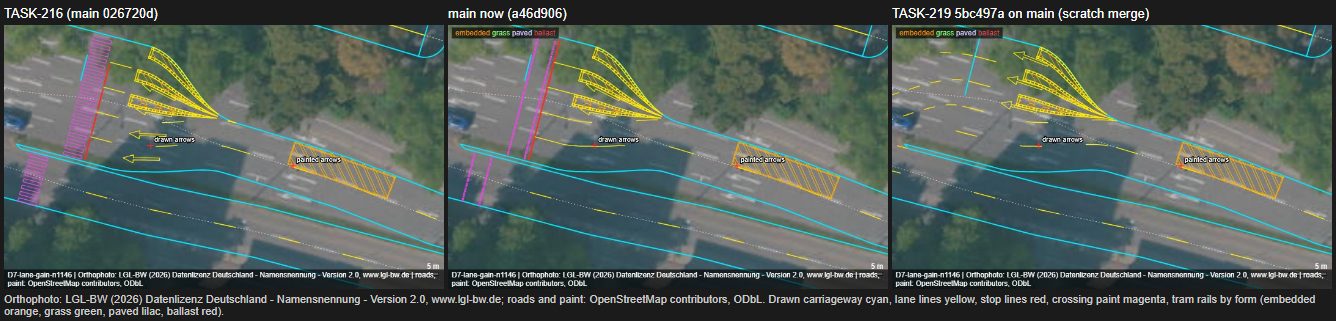 TASK-216 (main 026720d)
main now (a46d906)
TASK-219 5bc497a on main (scratch merge)
embedded grass paved ballast
embedded grass paved ballast
drawn arrows
painted arrows
drawn arrows
painted arrows
drawn arrows
painted arrows
5 m
5 m
5 m
D7-lane-gain-n1146 | Orthophoto: LGL-BW (2026) Datenlizenz Deutschland - Namensnennung - Version 2.0, www.lgl-bw.de | roads,
paint: OpenStreetMap contributors, ODbL
D7-lane-gain-n1146 | Orthophoto: LGL-BW (2026) Datenlizenz Deutschland - Namensnennung - Version 2.0, www.lgl-bw.de | roads,
paint: OpenStreetMap contributors, ODbL
D7-lane-gain-n1146 | Orthophoto: LGL-BW (2026) Datenlizenz Deutschland - Namensnennung - Version 2.0, www.lgl-bw.de | roads,
paint: OpenStreetMap contributors, ODbL
Orthophoto: LGL-BW (2026) Datenlizenz Deutschland - Namensnennung - Version 2.0, www.lgl-bw.de; roads and paint: OpenStreetMap contributors, ODbL. Drawn carriageway cyan, lane lines yellow, stop lines red, crossing paint magenta, tram rails by form (embedded
orange, grass green, paved lilac, ballast red).